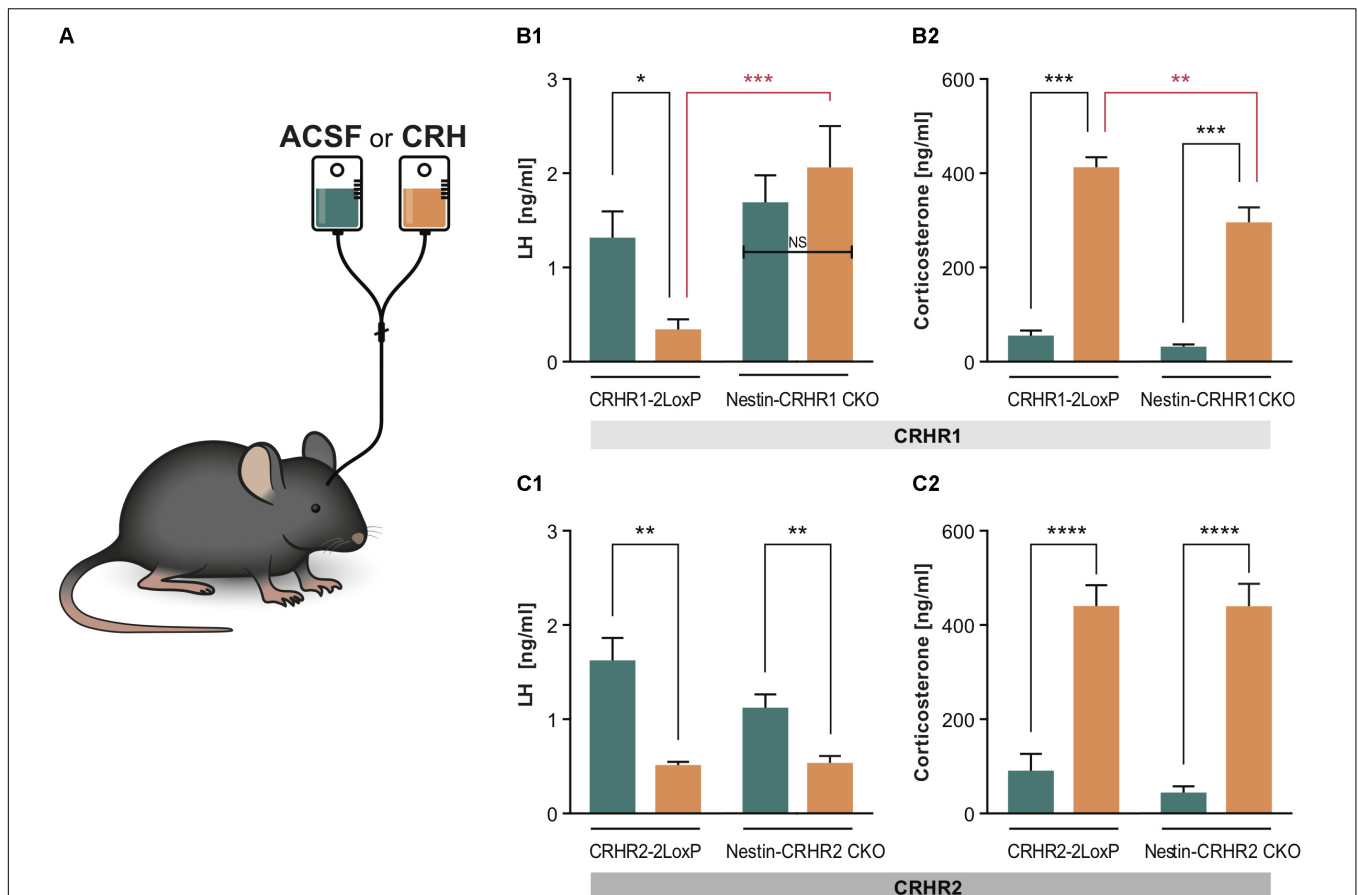 A
ACSF or CRH
B1
* ***
3
2
1
0
LH [ng/ml]
NS
CRHR1-2LoxP Nestin-CRHR1 CKO
B2
*** **
***
600
400
200
0
Corticosterone [ng/ml]
CRHR1-2LoxP Nestin-CRHR1CKO
CRHR1
C1
** **
3
2
1
0
LH [ng/ml]
CRHR2-2LoxP Nestin-CRHR2 CKO
C2
**** ****
600
400
200
0
Corticosterone [ng/ml]
CRHR2-2LoxP Nestin-CRHR2 CKO
CRHR2